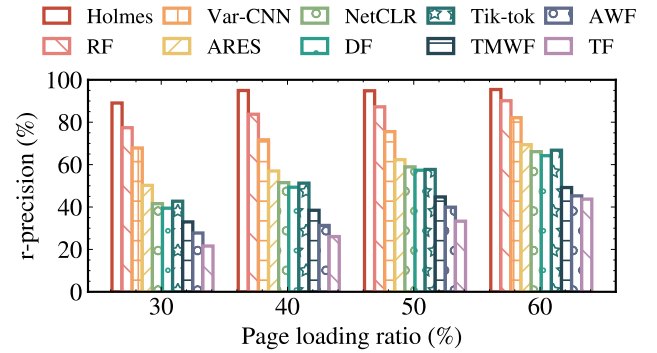 Holmes Var-CNN NetCLR Tik-tok AWF
RF ARES DF TMWF TF
100
80
60
40
20
0
r-precision (%)
30 40 50 60
Page loading ratio (%)